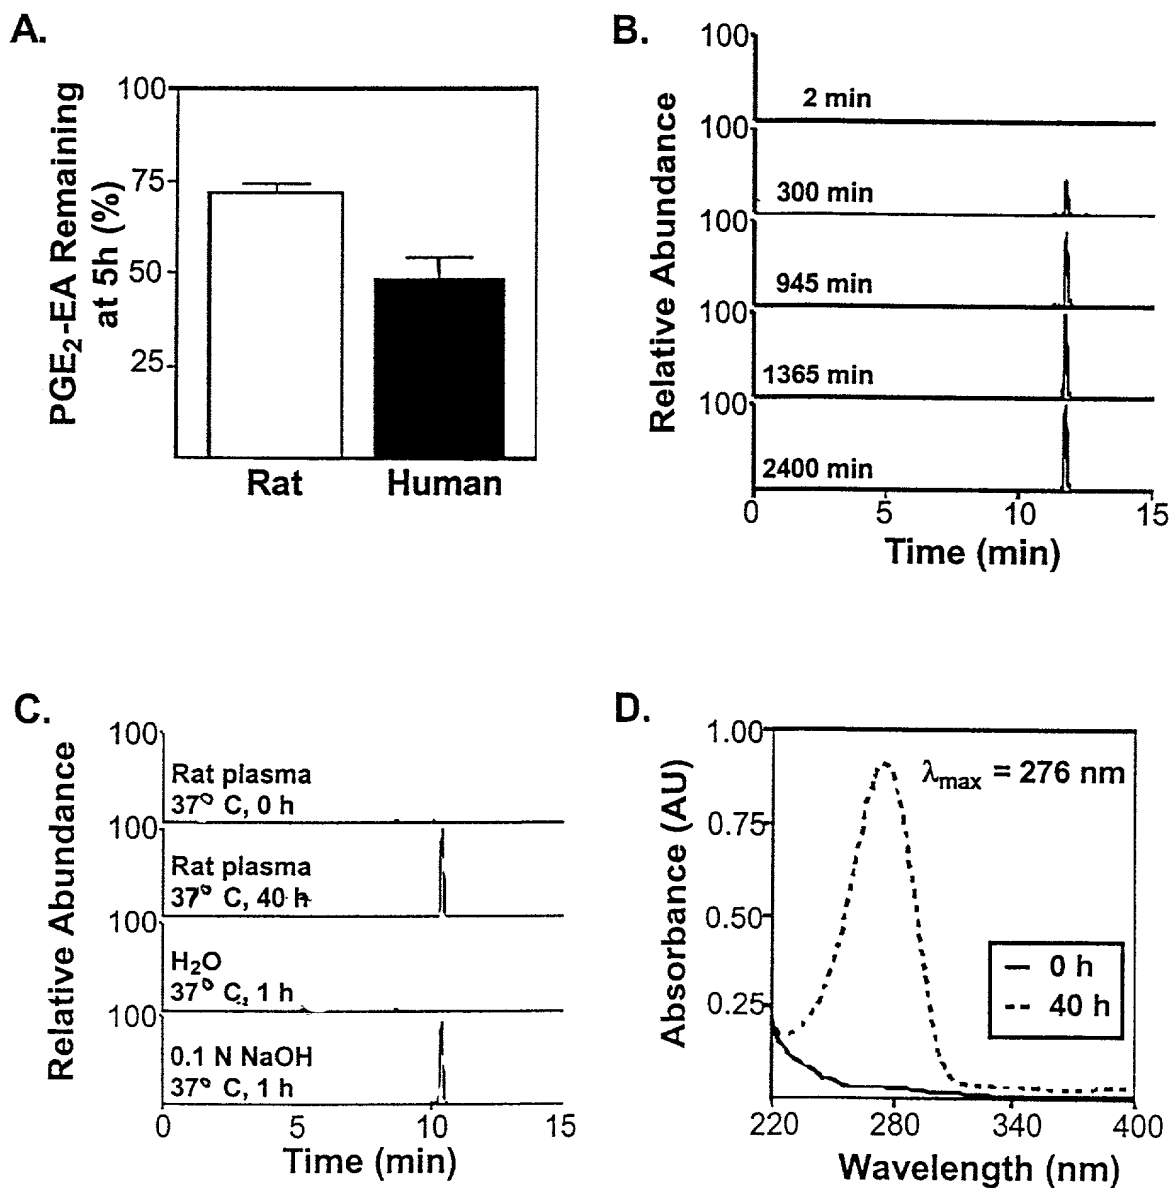 A.
PGE₂-EA Remaining
at 5h (%)
100
75
50
25
Rat
Human
B.
Relative Abundance
100
2 min
100
300 min
100
945 min
100
1365 min
100
2400 min
0
5
10
15
Time (min)
C.
Relative Abundance
100
Rat plasma
37° C, 0 h
100
Rat plasma
37° C, 40 h
100
H₂O
37° C, 1 h
100
0.1 N NaOH
37° C, 1 h
0
5
10
15
Time (min)
D.
Absorbance (AU)
1.00
0.75
0.50
0.25
λmax = 276 nm
0 h
40 h
220
280
340
400
Wavelength (nm)